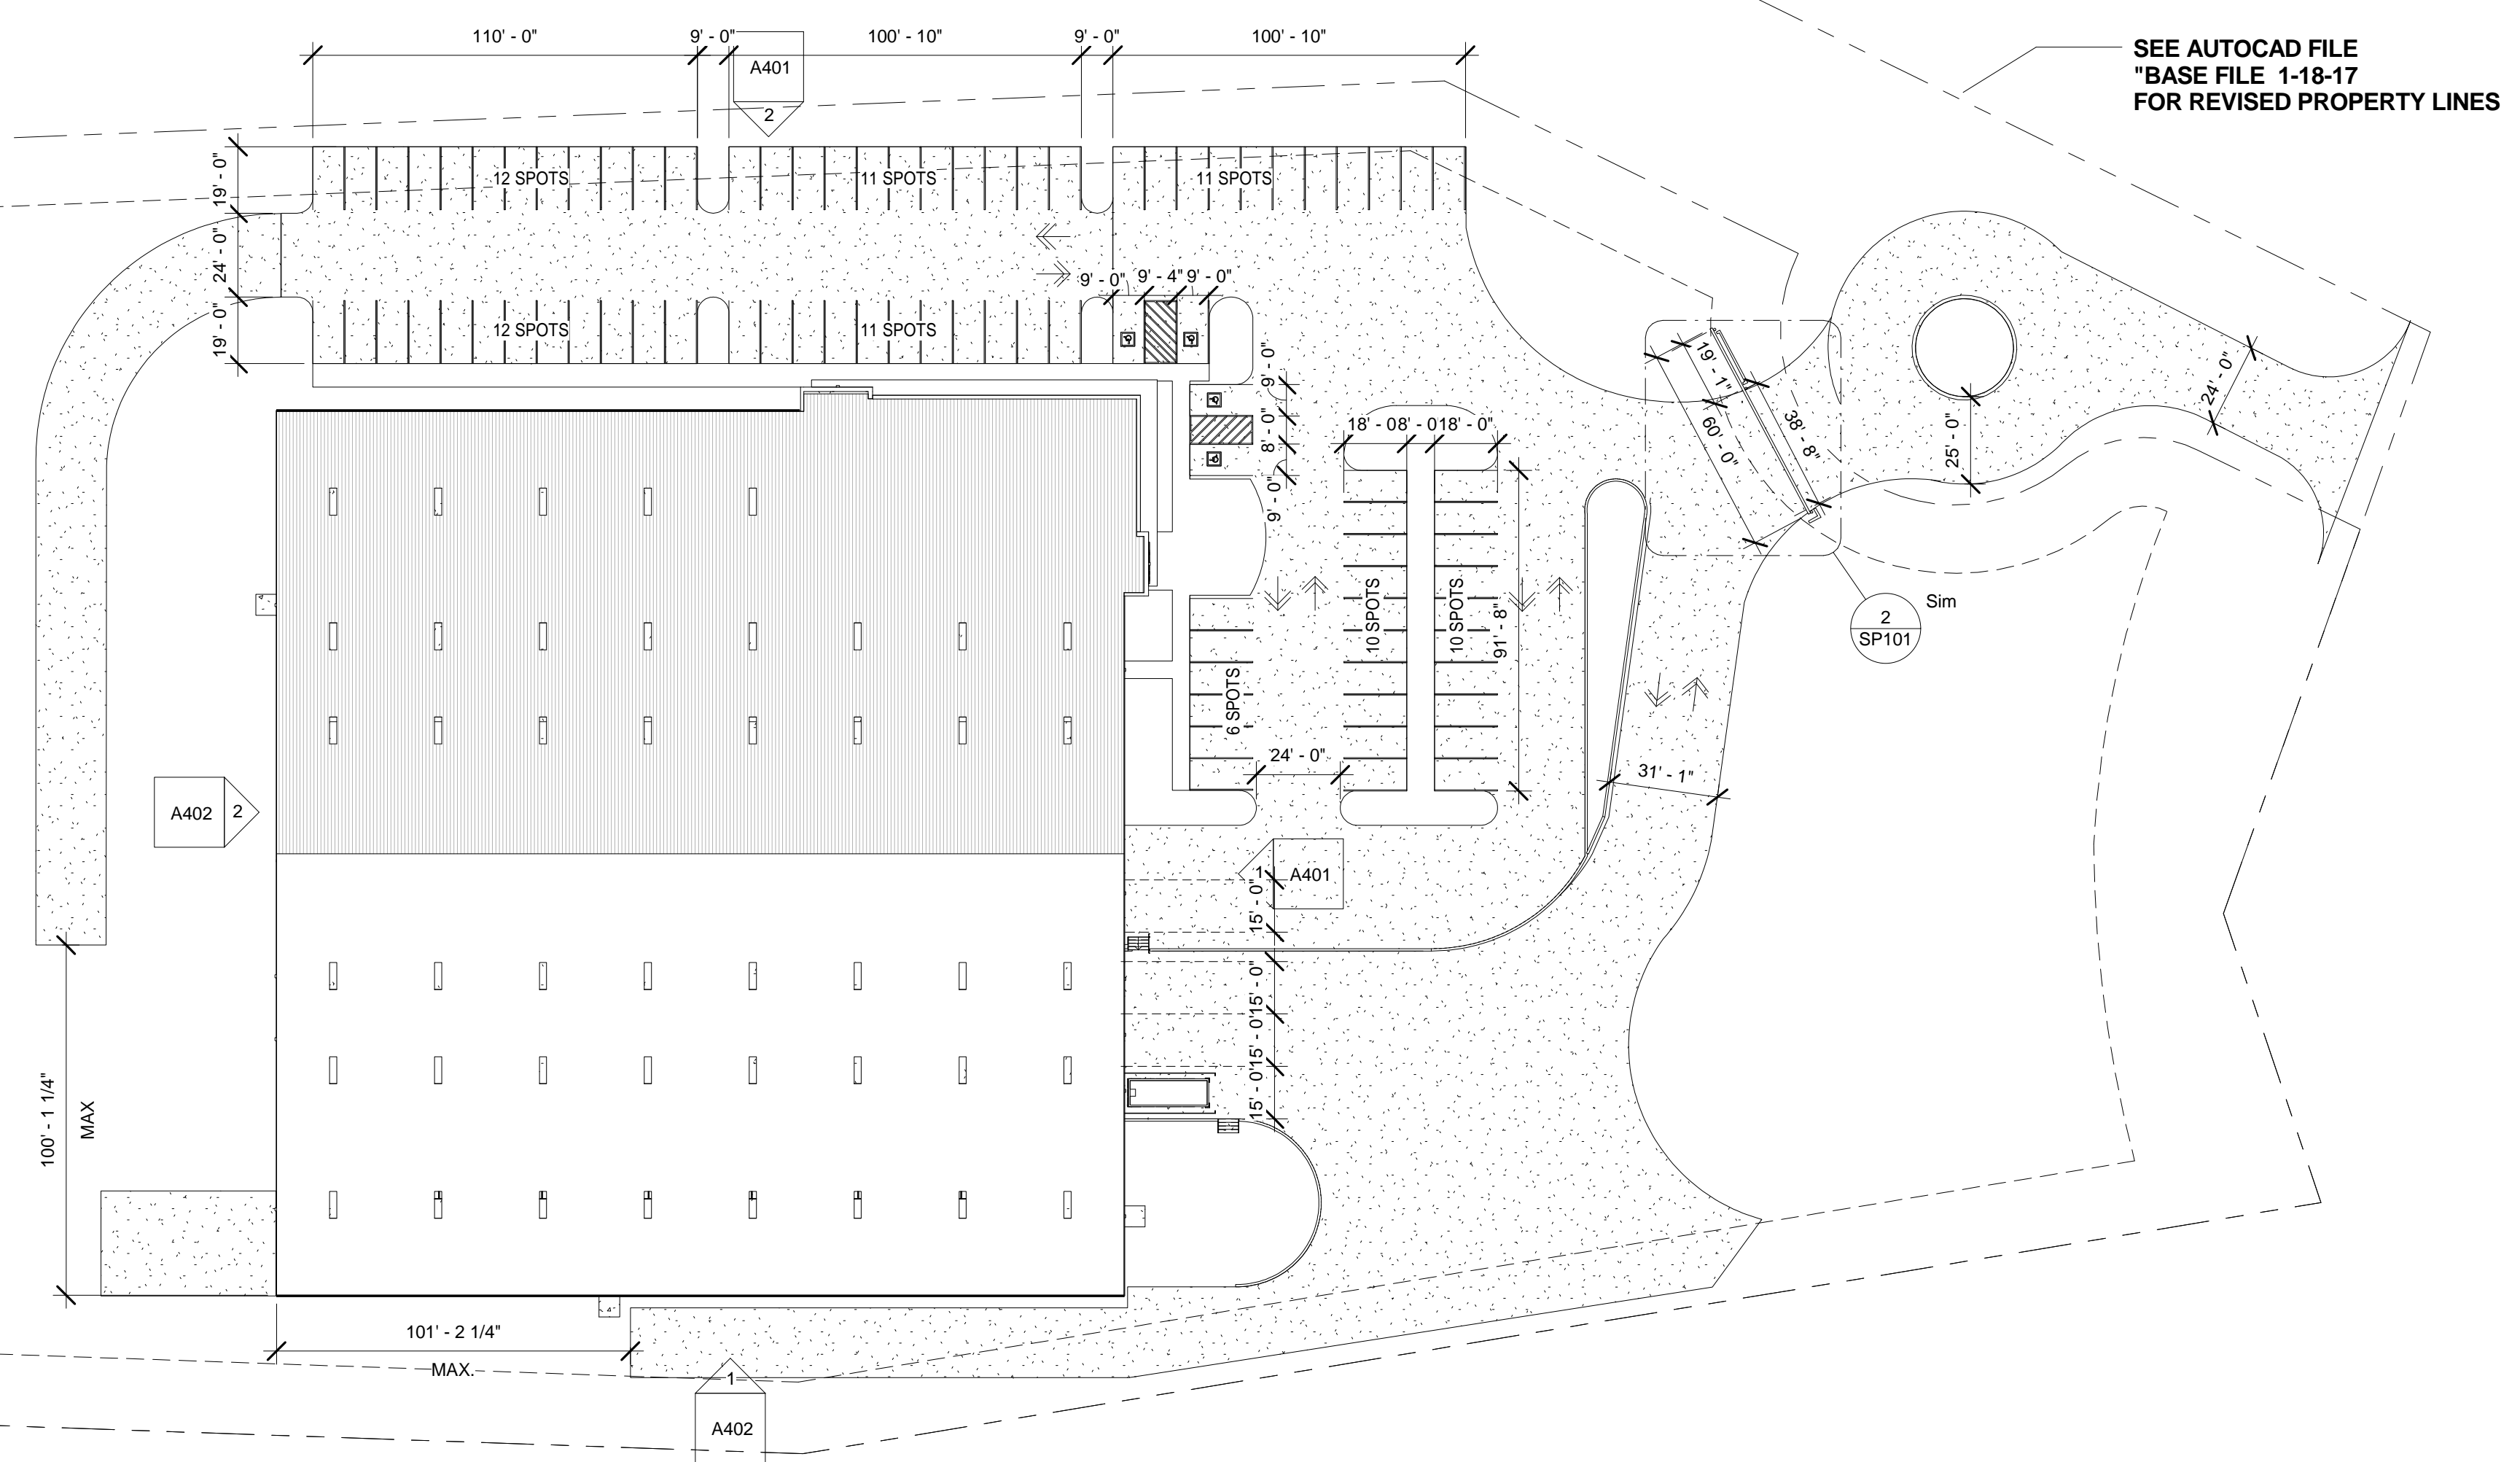 110' - 0"
9' - 0"
100' - 10"
9' - 0"
100' - 10"
SEE AUTOCAD FILE
"BASE FILE  1-18-17
FOR REVISED PROPERTY LINES
A401
2
19' - 0"
12 SPOTS
11 SPOTS
11 SPOTS
24' - 0"
9' - 0"
9' - 4"
9' - 0"
19' - 0"
12 SPOTS
11 SPOTS
9' - 0"
8' - 0"
9' - 0"
18' - 0
8' - 0
18' - 0"
19' - 1"
60' - 0"
38' - 8"
25' - 0"
24' - 0"
10 SPOTS
10 SPOTS
91' - 8"
6 SPOTS
2
SP101
Sim
24' - 0"
31' - 1"
A402
2
1
A401
15' - 0"
15' - 0"
15' - 0"
15' - 0"
100' - 1 1/4"
MAX
101' - 2 1/4"
MAX.
1
A402